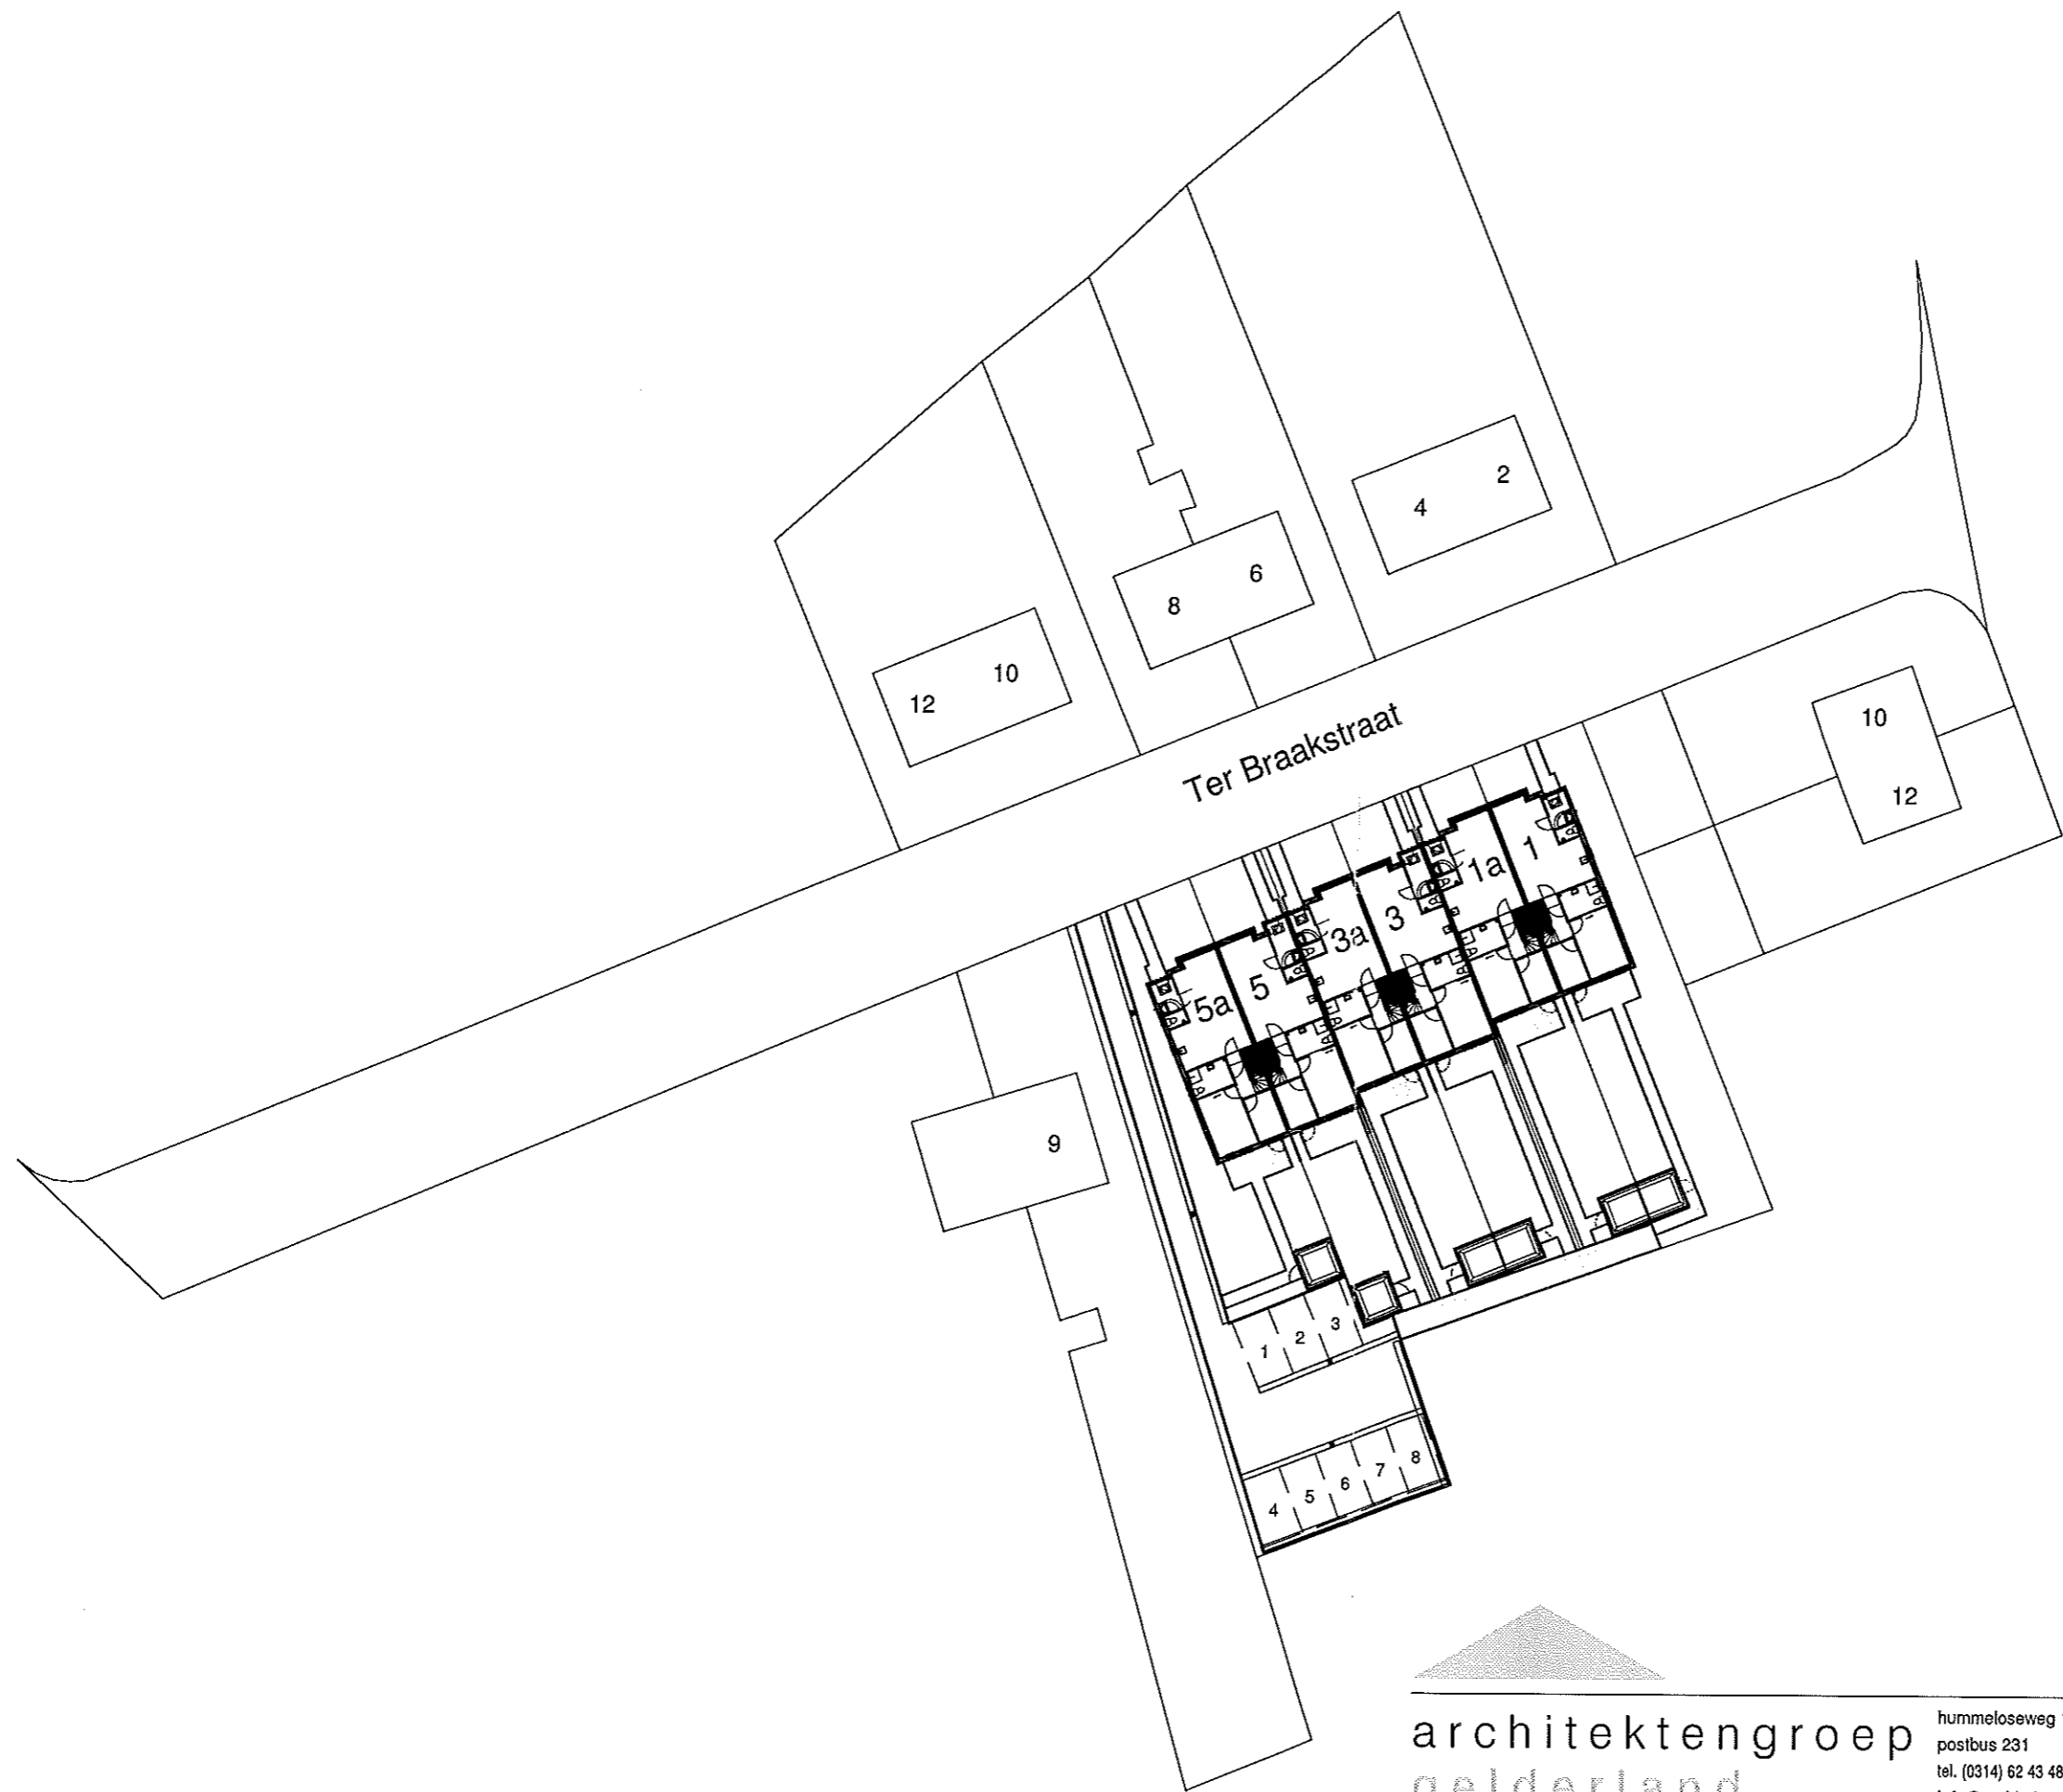 2
4
6
8
10
12
Ter Braakstraat
10
12
1
1a
3
3a
5
5a
9
1 2 3
4 5 6 7 8
architektengroep
gelderland
hummeloseweg
postbus 231
tel. (0314) 62 43 48